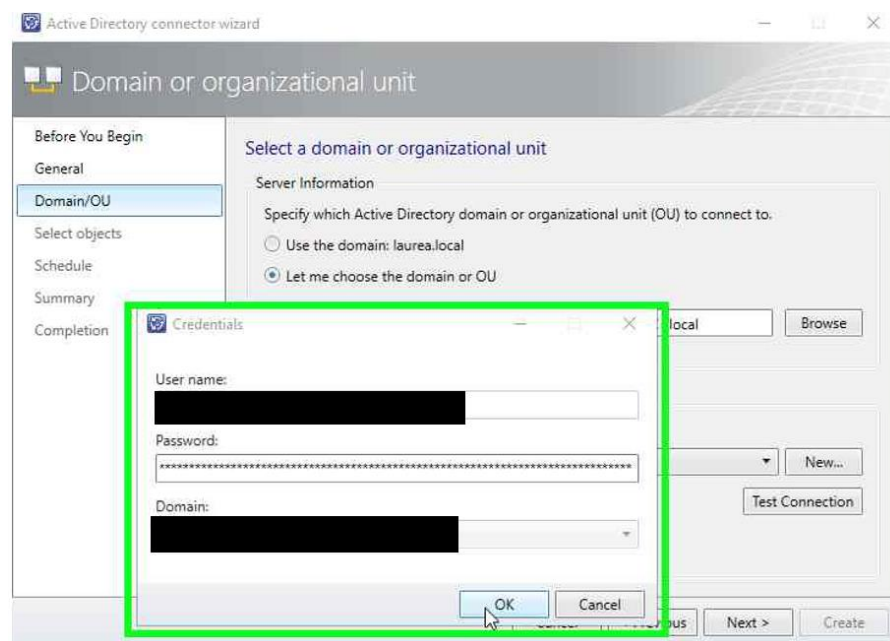 Active Directory connector wizard
Domain or organizational unit
Before You Begin
General
Domain/OU
Select objects
Schedule
Summary
Completion
Select a domain or organizational unit
Server Information
Specify which Active Directory domain or organizational unit (OU) to connect to.
Use the domain: laurea.local
Let me choose the domain or OU
local
Browse
Credentials
User name:
Password:
********************************************************************************
Domain:
OK
Cancel
New...
Test Connection
Next >
Create